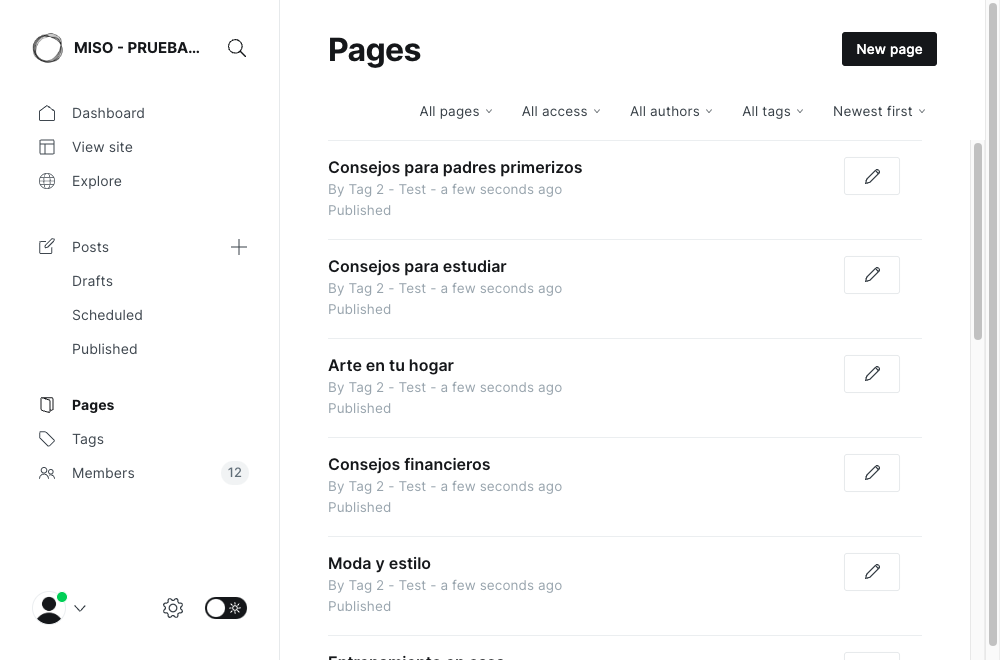 MISO - PRUEBA...
Dashboard
View site
Explore
Posts
Drafts
Scheduled
Published
Pages
Tags
Members
12
Pages
New page
All pages
All access
All authors
All tags
Newest first
Consejos para padres primerizos
By Tag 2 - Test - a few seconds ago
Published
Consejos para estudiar
By Tag 2 - Test - a few seconds ago
Published
Arte en tu hogar
By Tag 2 - Test - a few seconds ago
Published
Consejos financieros
By Tag 2 - Test - a few seconds ago
Published
Moda y estilo
By Tag 2 - Test - a few seconds ago
Published